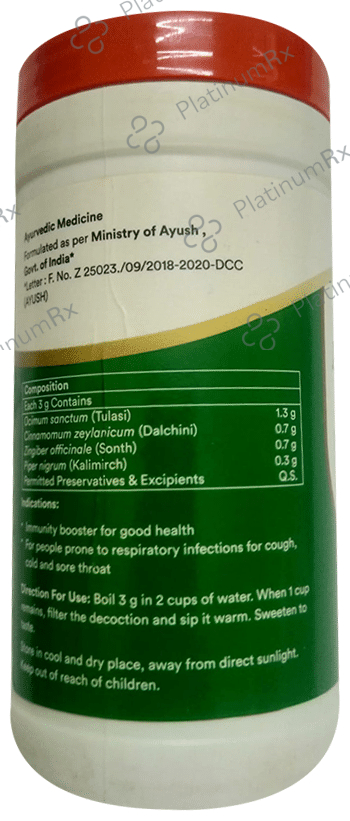 Ayurvedic Medicine
Formulated as per Ministry of Ayush,
Govt. of India*
*Letter : F. No. Z 25023./09/2018-2020-DCC
(AYUSH)
Composition
Each 3 g Contains
Ocimum sanctum (Tulasi) 1.3 g
Cinnamomum zeylanicum (Dalchini) 0.7 g
Zingiber officinale (Sonth) 0.7 g
Piper nigrum (Kalimirch) 0.3 g
Permitted Preservatives & Excipients Q.S.
Indications:
* Immunity booster for good health
* For people prone to respiratory infections for cough,
cold and sore throat
Direction For Use: Boil 3 g in 2 cups of water. When 1 cup
remains, filter the decoction and sip it warm. Sweeten to
taste.
Store in cool and dry place, away from direct sunlight.
Keep out of reach of children.
PlatinumRx
PlatinumRx
PlatinumRx
PlatinumRx